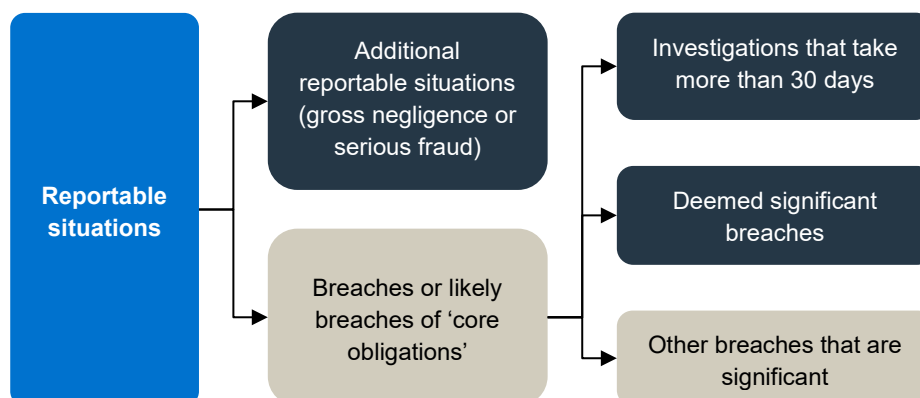 Reportable
situations
Additional
reportable situations
(gross negligence or
serious fraud)
Breaches or likely
breaches of ‘core
obligations’
Investigations that take
more than 30 days
Deemed significant
breaches
Other breaches that are
significant